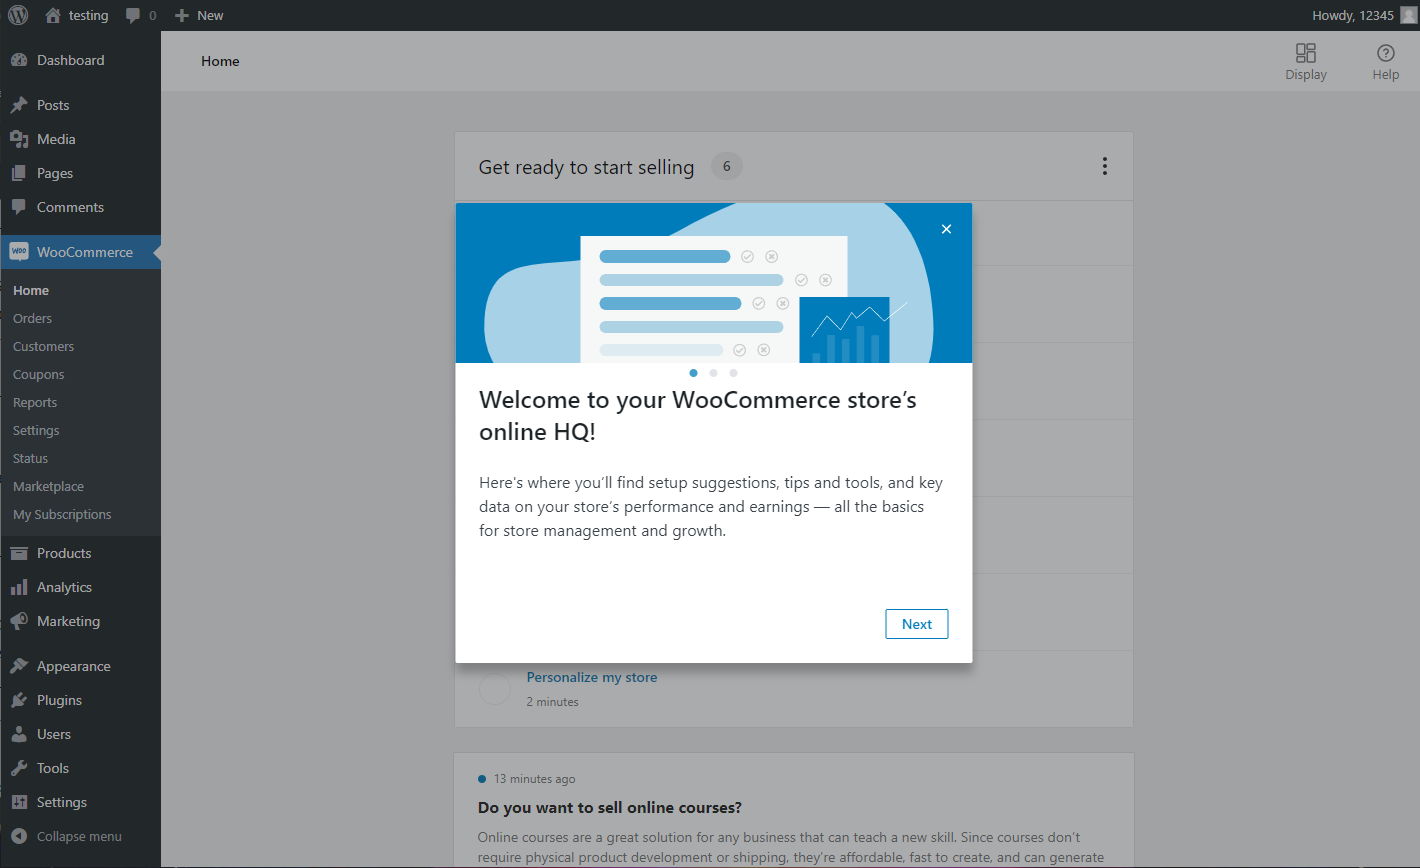 testing 0 New Howdy, 12345
Dashboard
Posts
Media
Pages
Comments
woo WooCommerce
Home
Orders
Customers
Coupons
Reports
Settings
Status
Marketplace
My Subscriptions
Products
Analytics
Marketing
Appearance
Plugins
Users
Tools
Settings
Collapse menu
Home
Display
Help
Get ready to start selling 6
Welcome to your WooCommerce store’s
online HQ!
Here’s where you’ll find setup suggestions, tips and tools, and key
data on your store’s performance and earnings — all the basics
for store management and growth.
Next
Personalize my store
2 minutes
13 minutes ago
Do you want to sell online courses?
Online courses are a great solution for any business that can teach a new skill. Since courses don’t
require physical product development or shipping, they’re affordable, fast to create, and can generate